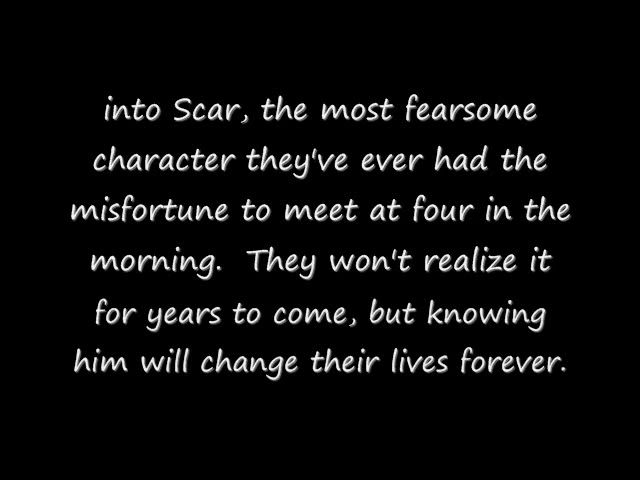 into Scar, the most fearsome
character they've ever had the
misfortune to meet at four in the
morning.  They won't realize it
for years to come, but knowing
him will change their lives forever.